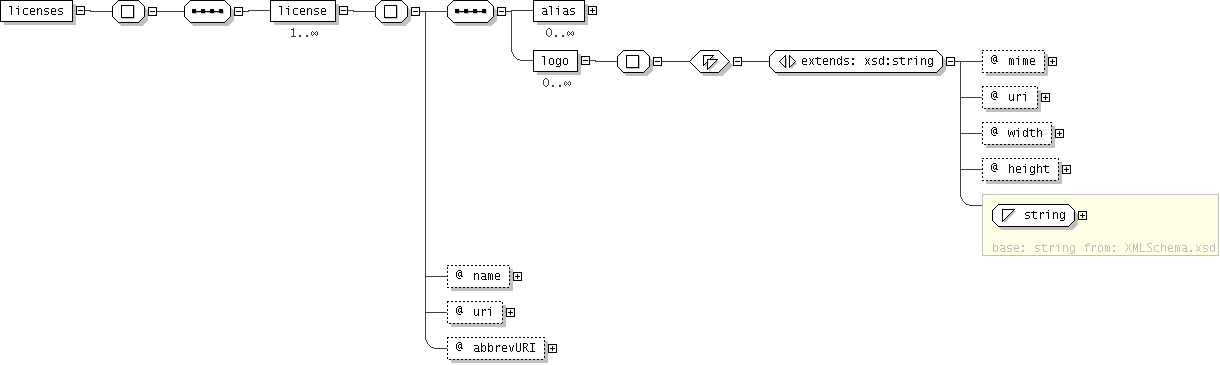 licenses
license
1..∞
alias
0..∞
logo
0..∞
extends: xsd:string
@ mime
@ uri
@ width
@ height
string
base: string from: XMLSchema.xsd
@ name
@ uri
@ abbrevURI